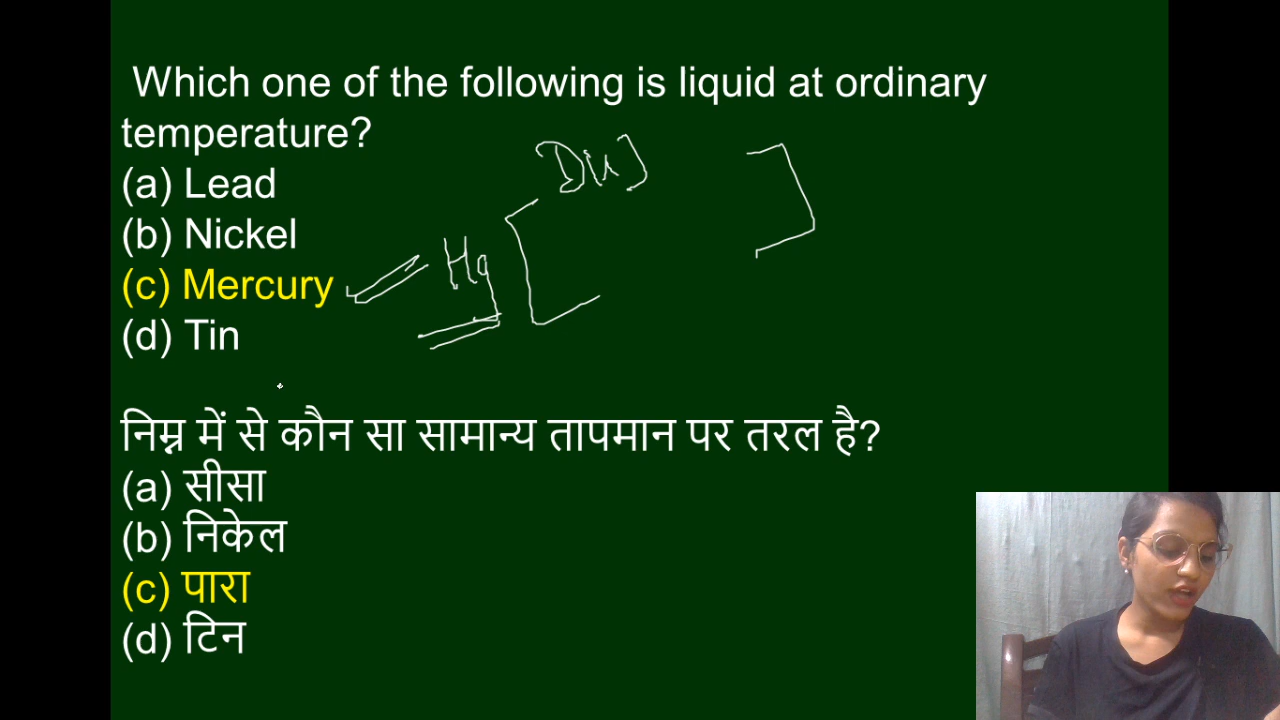 Which one of the following is liquid at ordinary
temperature?
(a) Lead
(b) Nickel
(c) Mercury
(d) Tin
Hg
निम्न में से कौन सा सामान्य तापमान पर तरल है?
(a) सीसा
(b) निकेल
(c) पारा
(d) टिन